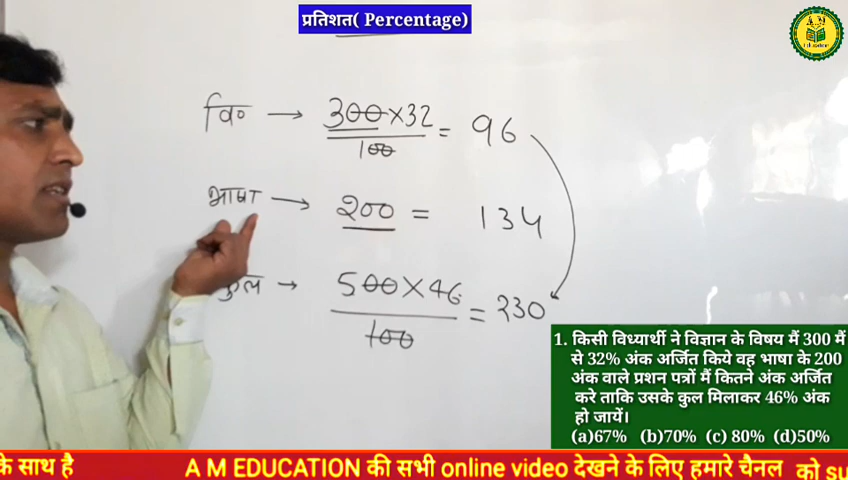 प्रतिशत( Percentage)
वि० → 300×32 / 100 = 96
भाषा → 200 = 134
कुल → 500×46 / 100 = 230
1. किसी विध्यार्थी ने विज्ञान के विषय मैं 300 मैं
से 32% अंक अर्जित किये वह भाषा के 200
अंक वाले प्रशन पत्रों मैं कितने अंक अर्जित
करे ताकि उसके कुल मिलाकर 46% अंक
हो जायें।
(a)67% (b)70% (c) 80% (d)50%
के साथ है A M EDUCATION की सभी online video देखने के लिए हमारे चैनल को su